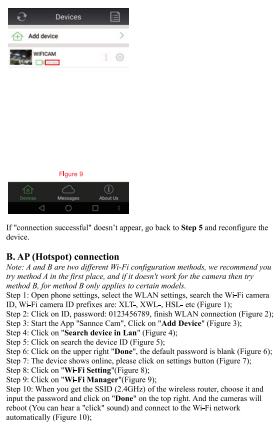 Devices
Add device
WIFICAM
Figure 9
Devices
Messages
About Us
If "connection successful" doesn't appear, go back to Step 5 and reconfigure the
device.
B. AP (Hotspot) connection
Note: A and B are two different Wi-Fi configuration methods, we recommend you
try method A in the first place, and if it doesn't work for the camera then try
method B, for method B only applies to certain models.
Step 1: Open phone settings, select the WLAN settings, search the Wi-Fi camera
ID, Wi-Fi camera ID prefixes are: XLT-, XWL-, HSL- etc (Figure 1);
Step 2: Click on ID, password: 0123456789, finish WLAN connection (Figure 2);
Step 3: Start the App "Sannce Cam", Click on "Add Device" (Figure 3);
Step 4: Click on "Search device in Lan" (Figure 4);
Step 5: Click on search the device ID (Figure 5);
Step 6: Click on the upper right "Done", the default password is blank (Figure 6);
Step 7: The device shows online, please click on settings button (Figure 7);
Step 8: Click on "Wi-Fi Setting"(Figure 8);
Step 9: Click on "Wi-Fi Manager"(Figure 9);
Step 10: When you get the SSID (2.4GHz) of the wireless router, choose it and
input the password and click on "Done" on the top right. And the cameras will
reboot (You can hear a "click" sound) and connect to the Wi-Fi network
automatically (Figure 10);